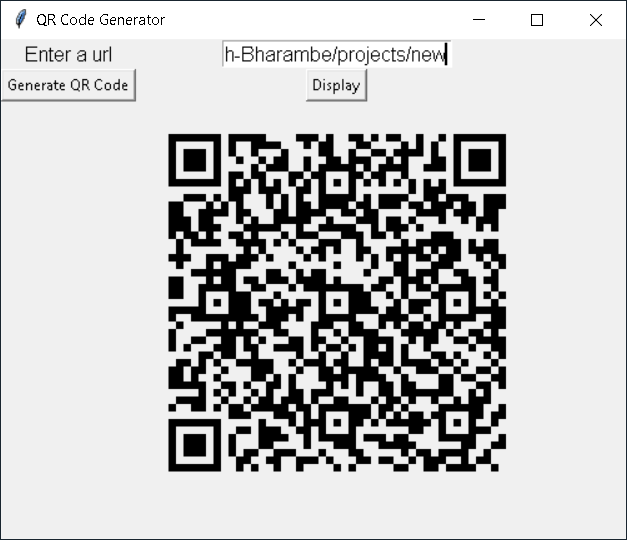 QR Code Generator
Enter a url
h-Bharambe/projects/new
Generate QR Code
Display